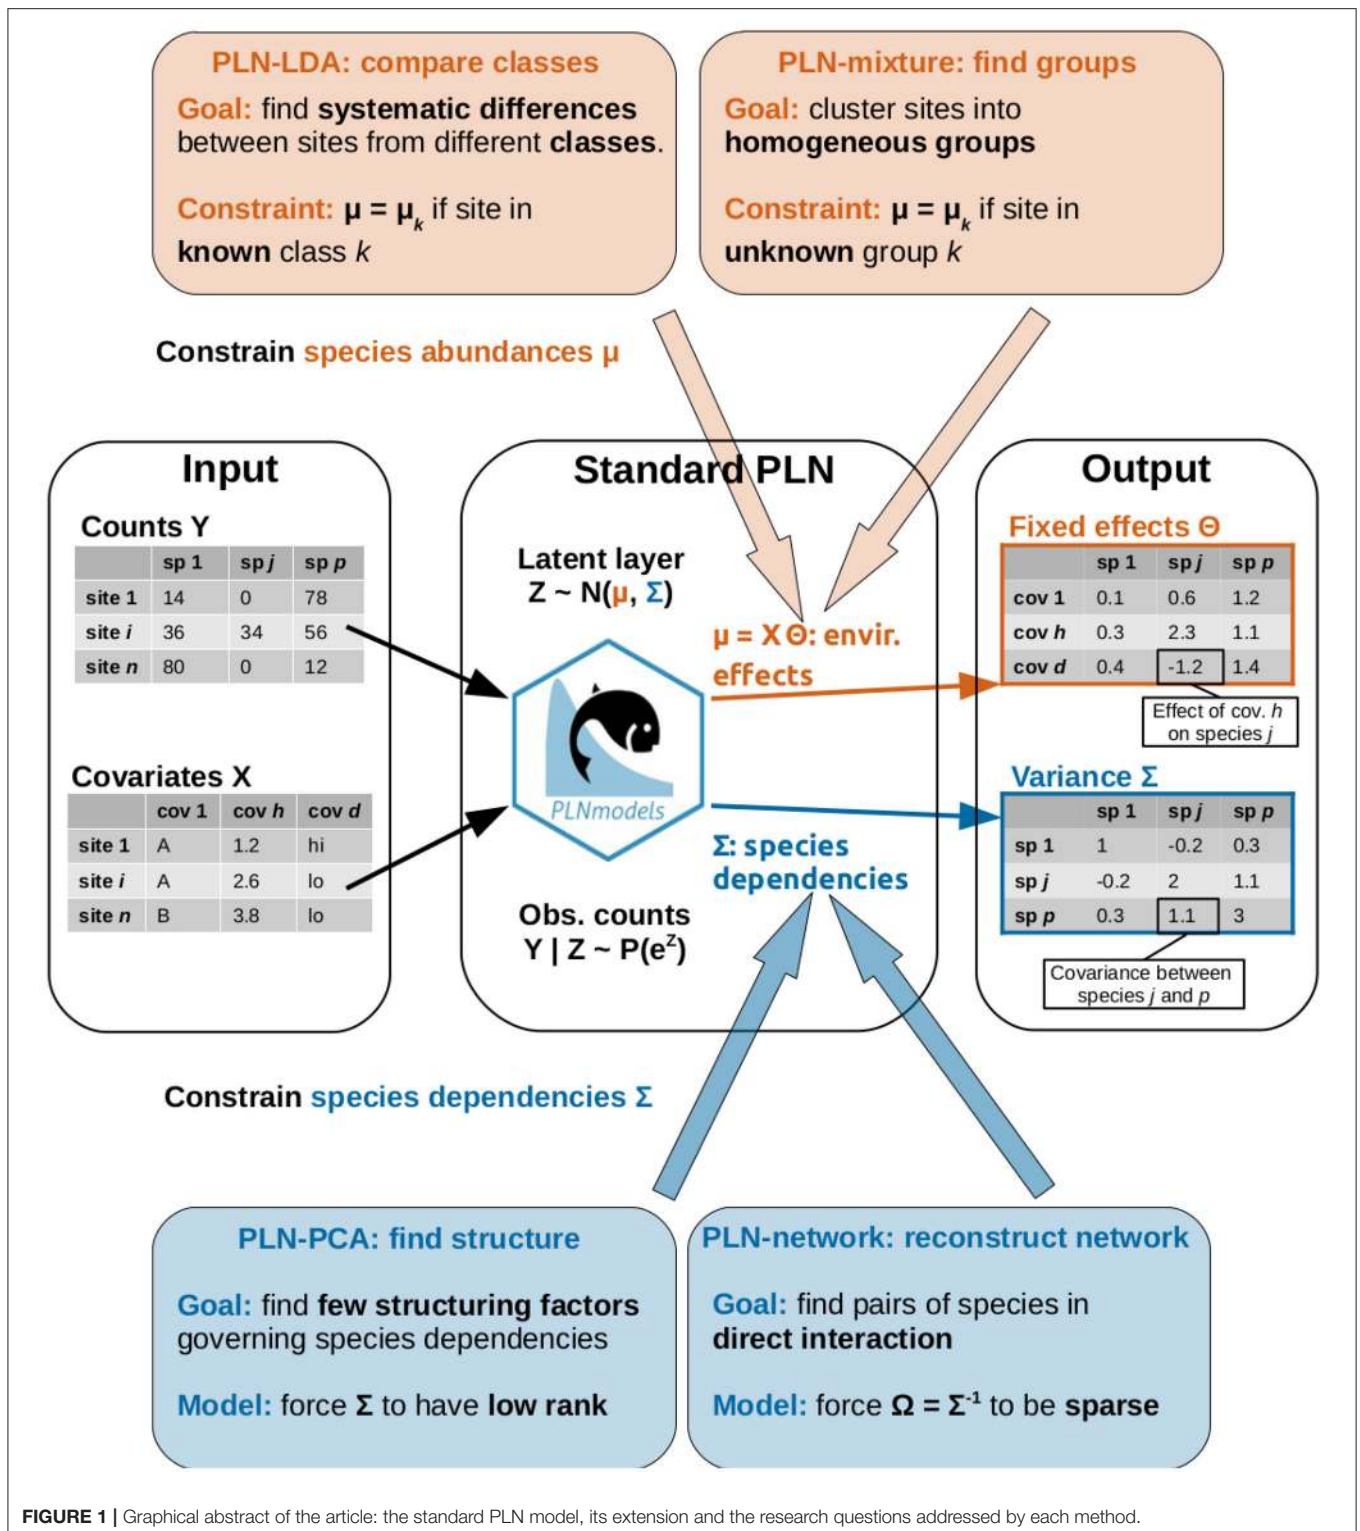 PLN-LDA: compare classes
Goal: find systematic differences
between sites from different classes.
Constraint: μ = μk if site in
known class k
PLN-mixture: find groups
Goal: cluster sites into
homogeneous groups
Constraint: μ = μk if site in
unknown group k
Constrain species abundances μ
Input
Counts Y
sp 1 sp j sp p
site 1 14 0 78
site i 36 34 56
site n 80 0 12
Covariates X
cov 1 cov h cov d
site 1 A 1.2 hi
site i A 2.6 lo
site n B 3.8 lo
Standard PLN
Latent layer
Z ~ N(μ, Σ)
μ = X Θ: envir.
effects
PLNmodels
Σ: species
dependencies
Obs. counts
Y | Z ~ P(e^Z)
Output
Fixed effects Θ
sp 1 sp j sp p
cov 1 0.1 0.6 1.2
cov h 0.3 2.3 1.1
cov d 0.4 -1.2 1.4
Effect of cov. h
on species j
Variance Σ
sp 1 sp j sp p
sp 1 1 -0.2 0.3
sp j -0.2 2 1.1
sp p 0.3 1.1 3
Covariance between
species j and p
Constrain species dependencies Σ
PLN-PCA: find structure
Goal: find few structuring factors
governing species dependencies
Model: force Σ to have low rank
PLN-network: reconstruct network
Goal: find pairs of species in
direct interaction
Model: force Ω = Σ⁻¹ to be sparse
FIGURE 1 | Graphical abstract of the article: the standard PLN model, its extension and the research questions addressed by each method.